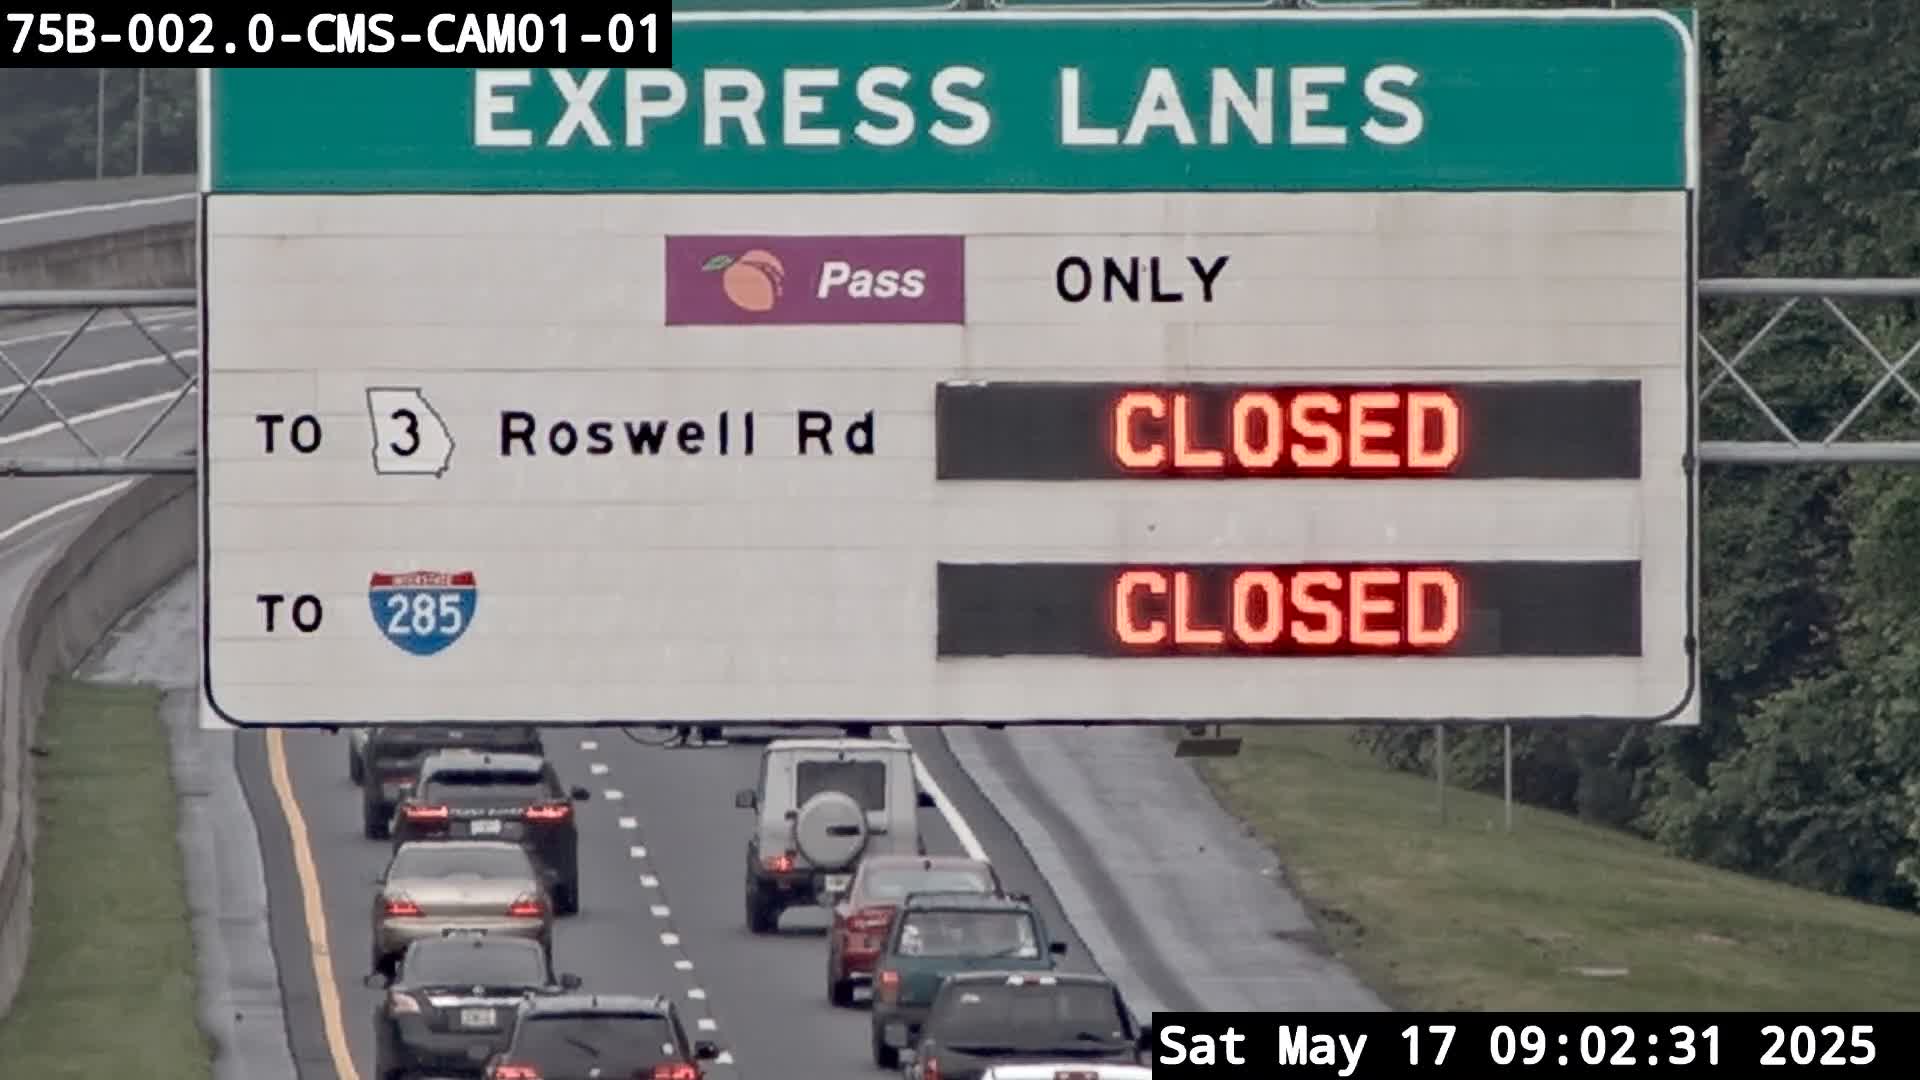 75B-002.0-CMS-CAM01-01
EXPRESS LANES
Pass ONLY
TO 3 Roswell Rd CLOSED
TO INTERSTATE 285 CLOSED
Sat May 17 09:02:31 2025